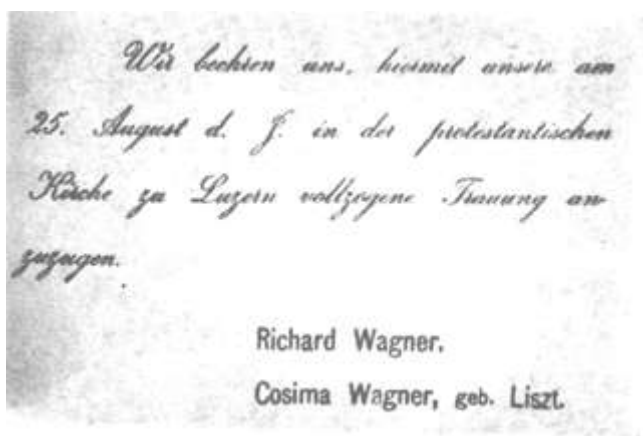 Wir beehren uns, hiermit unsere am
25. August d. J. in der protestantischen
Kirche zu Luzern vollzogene Trauung an-
zuzeigen.
Richard Wagner.
Cosima Wagner, geb. Liszt.